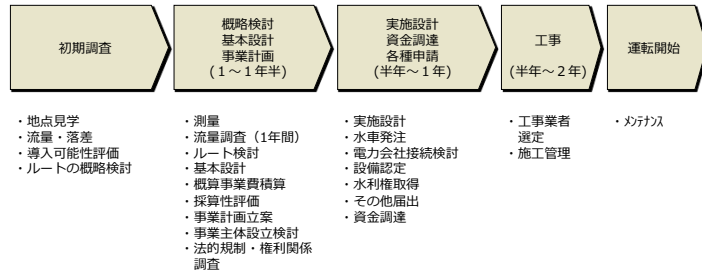 初期調査
概略検討
基本設計
事業計画
(１～１年半)
実施設計
資金調達
各種申請
(半年～１年)
工事
(半年～２年)
運転開始
・地点見学
・流量・落差
・導入可能性評価
・ルートの概略検討
・測量
・流量調査（1年間）
・ルート検討
・基本設計
・概算事業費積算
・採算性評価
・事業計画立案
・事業主体設立検討
・法的規制・権利関係
調査
・実施設計
・水車発注
・電力会社接続検討
・設備認定
・水利権取得
・その他届出
・資金調達
・工事業者
選定
・施工管理
・ﾒﾝﾃﾅﾝｽ